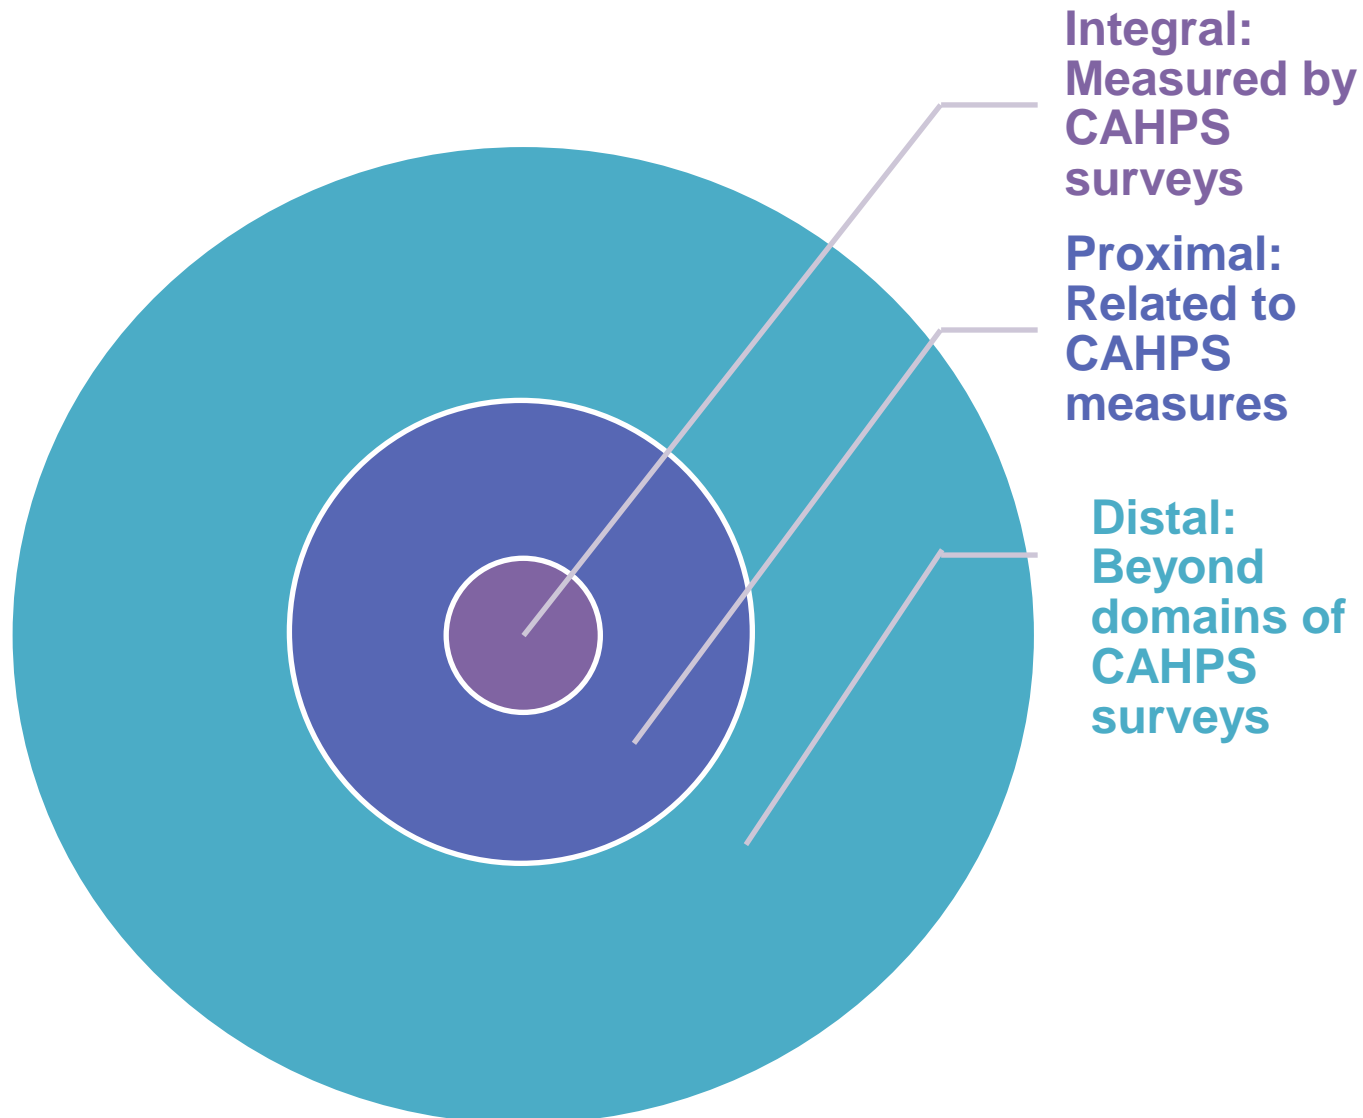 Integral:
Measured by
CAHPS
surveys
Proximal:
Related to
CAHPS
measures
Distal:
Beyond
domains of
CAHPS
surveys